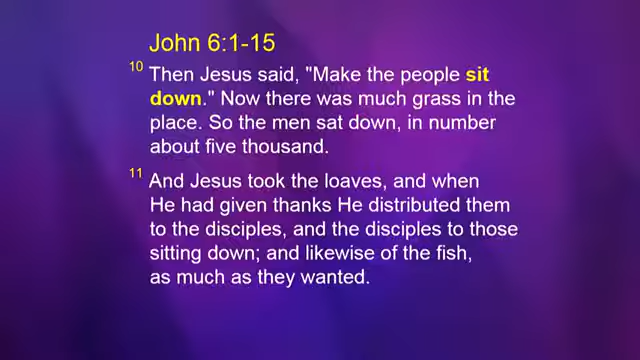 John 6:1-15
10 Then Jesus said, "Make the people sit
down." Now there was much grass in the
place. So the men sat down, in number
about five thousand.
11 And Jesus took the loaves, and when
He had given thanks He distributed them
to the disciples, and the disciples to those
sitting down; and likewise of the fish,
as much as they wanted.